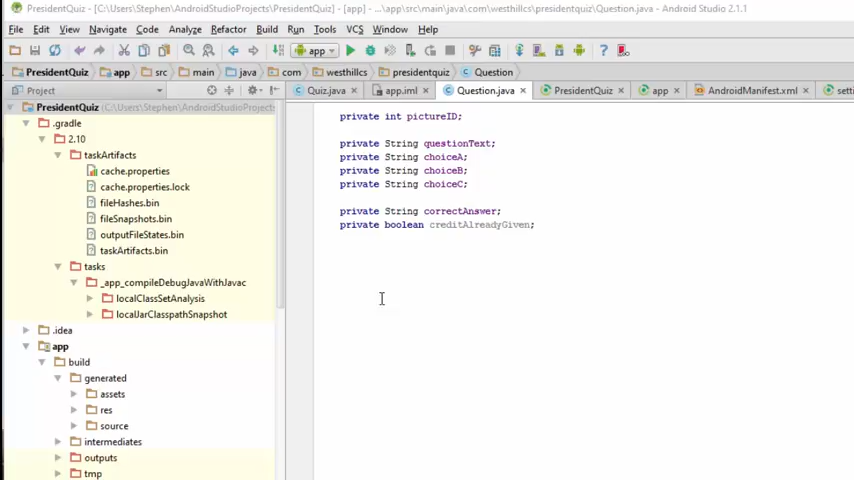 PresidentQuiz - [C:\Users\Stephen\AndroidStudioProjects\PresidentQuiz] - [app] - ...\app\src\main\java\com\westhillcs\presidentquiz\Question.java - Android Studio 2.1.1
File Edit View Navigate Code Analyze Refactor Build Run Tools VCS Window Help
app
PresidentQuiz app src main java com westhillcs presidentquiz Question
Project Quiz.java app.iml Question.java PresidentQuiz app AndroidManifest.xml setti
PresidentQuiz (C:\Users\Stephen\AndroidStudioProjects
.gradle
2.10
taskArtifacts
cache.properties
cache.properties.lock
fileHashes.bin
fileSnapshots.bin
outputFileStates.bin
taskArtifacts.bin
tasks
_app_compileDebugJavaWithJavac
localClassSetAnalysis
localJarClasspathSnapshot
.idea
app
build
generated
assets
res
source
intermediates
outputs
tmp
private int pictureID;
private String questionText;
private String choiceA;
private String choiceB;
private String choiceC;
private String correctAnswer;
private boolean creditAlreadyGiven;